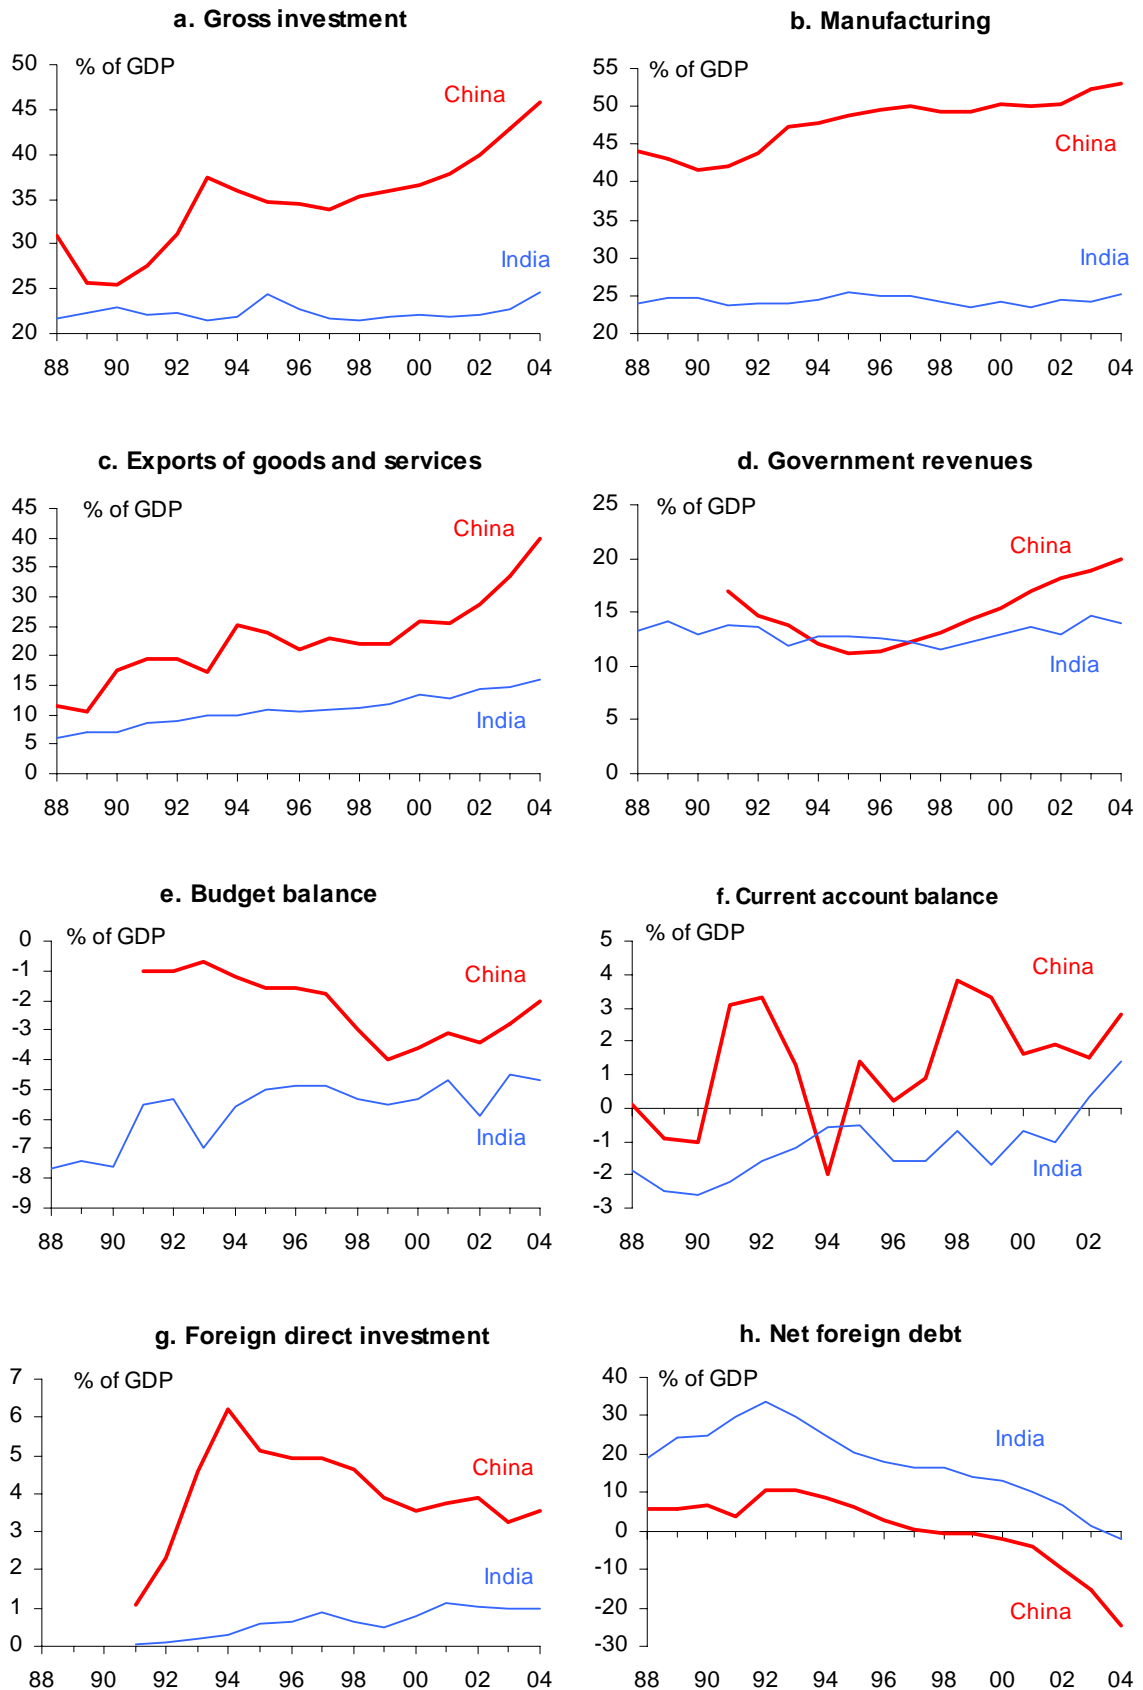 a. Gross investment
% of GDP
China
India
50
45
40
35
30
25
20
88 90 92 94 96 98 00 02 04
b. Manufacturing
% of GDP
China
India
55
50
45
40
35
30
25
20
88 90 92 94 96 98 00 02 04
c. Exports of goods and services
% of GDP
China
India
45
40
35
30
25
20
15
10
5
0
88 90 92 94 96 98 00 02 04
d. Government revenues
% of GDP
China
India
25
20
15
10
5
0
88 90 92 94 96 98 00 02 04
e. Budget balance
% of GDP
China
India
0
-1
-2
-3
-4
-5
-6
-7
-8
-9
88 90 92 94 96 98 00 02 04
f. Current account balance
% of GDP
China
India
5
4
3
2
1
0
-1
-2
-3
88 90 92 94 96 98 00 02
g. Foreign direct investment
% of GDP
China
India
7
6
5
4
3
2
1
0
88 90 92 94 96 98 00 02 04
h. Net foreign debt
% of GDP
India
China
40
30
20
10
0
-10
-20
-30
88 90 92 94 96 98 00 02 04